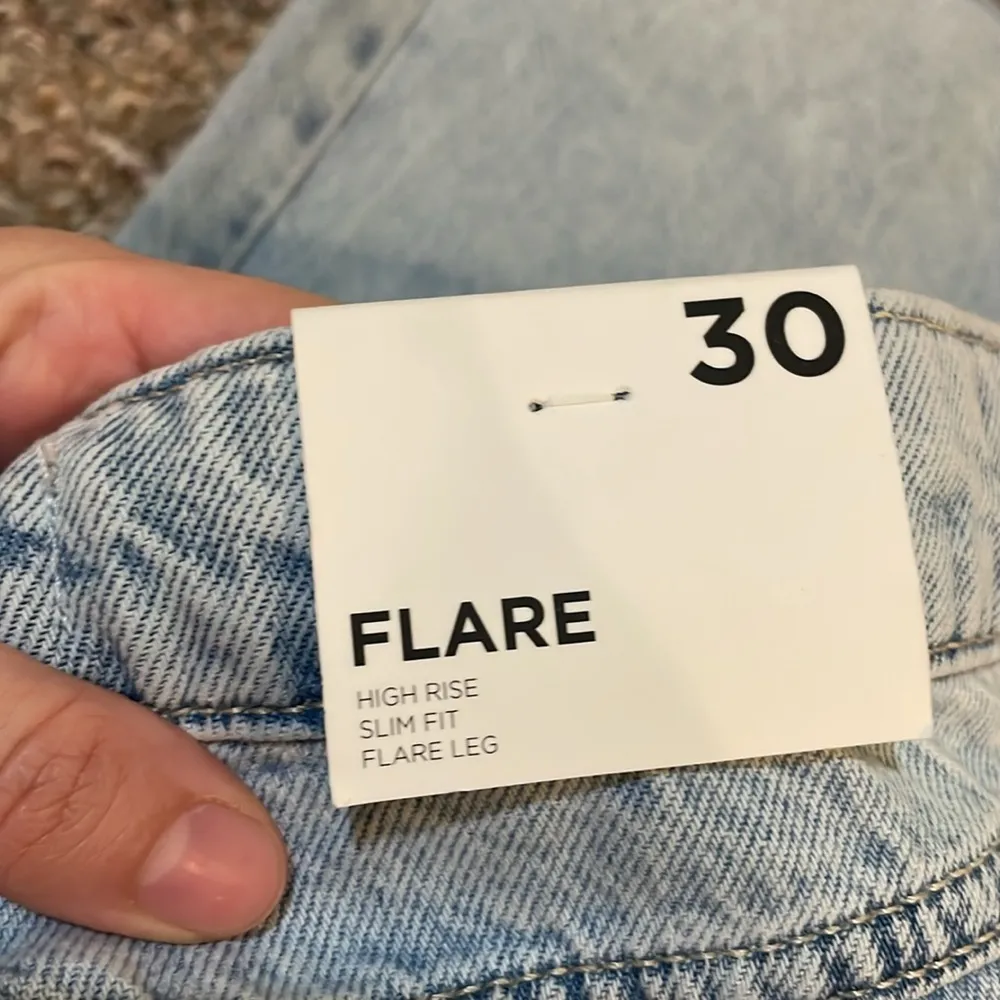 30
FLARE
HIGH RISE
SLIM FIT
FLARE LEG